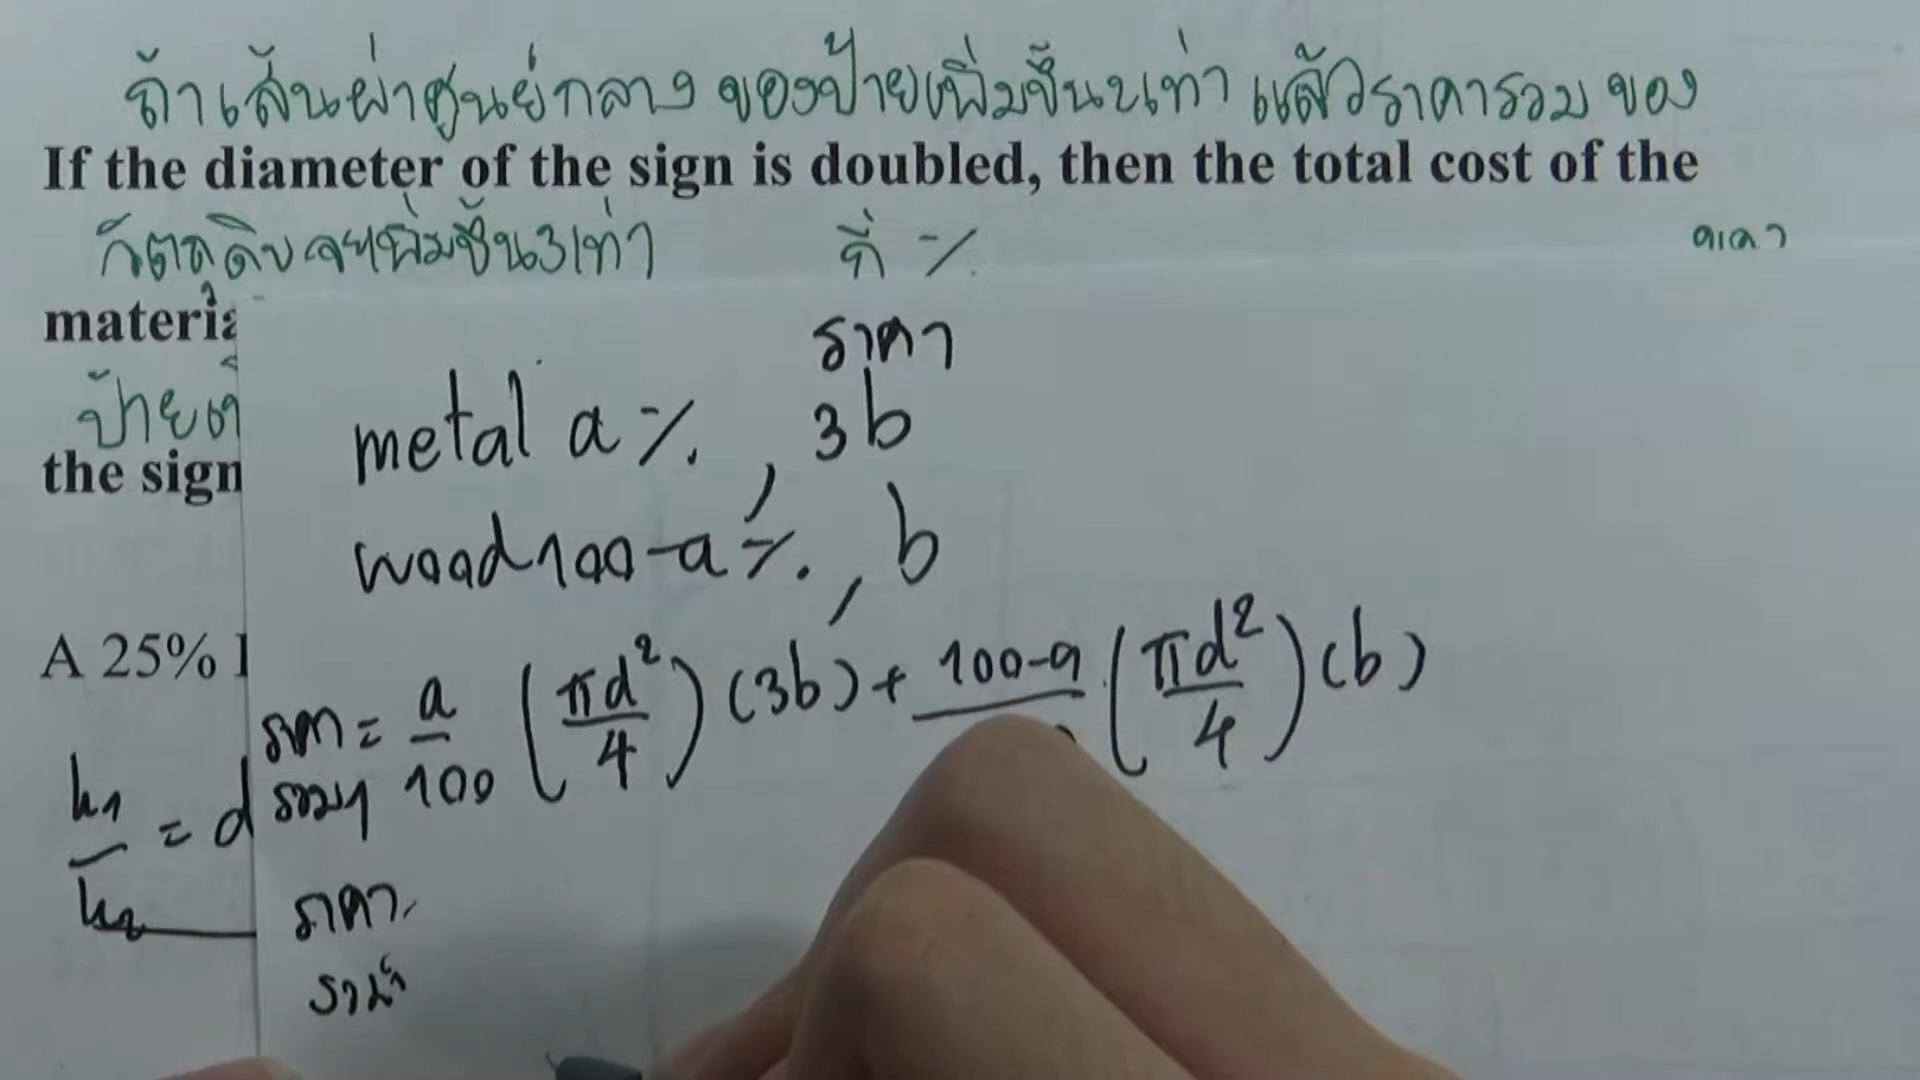 ถ้าเส้นผ่าศูนย์กลาง ของป้ายเพิ่มขึ้น2เท่า แล้วราคารวม ของ
If the diameter of the sign is doubled, then the total cost of the
วัตถุดิบจะเพิ่มขึ้น3เท่า ที่ %
materia
ราคา
metal a%, 3b
ป้าย
the sign
wood 100-a%, b
A 25%
ราคา = a/100 (πd²/4) (3b) + 100-a (πd²/4) (b)
รวม1
h1/h2 = d
ราคา